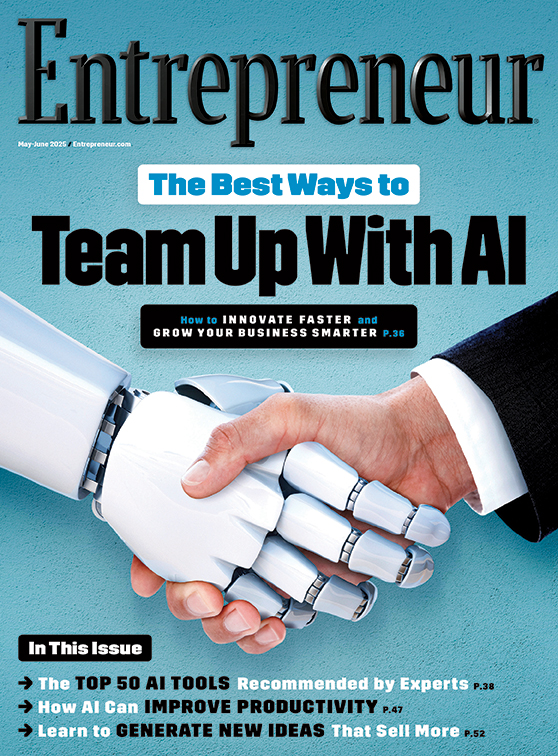 Entrepreneur
May-June 2025 / Entrepreneur.com
The Best Ways to
Team Up With AI
How to INNOVATE FASTER and
GROW YOUR BUSINESS SMARTER P.36
In This Issue
→ The TOP 50 AI TOOLS Recommended by Experts P.38
→ How AI Can IMPROVE PRODUCTIVITY P.47
→ Learn to GENERATE NEW IDEAS That Sell More P.52